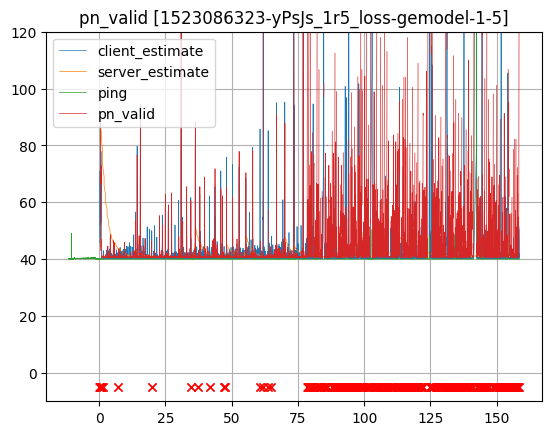 pn_valid [1523086323-yPsJs_1r5_loss-gemodel-1-5]
120
100
80
60
40
20
0
client_estimate
server_estimate
ping
pn_valid
0
25
50
75
100
125
150